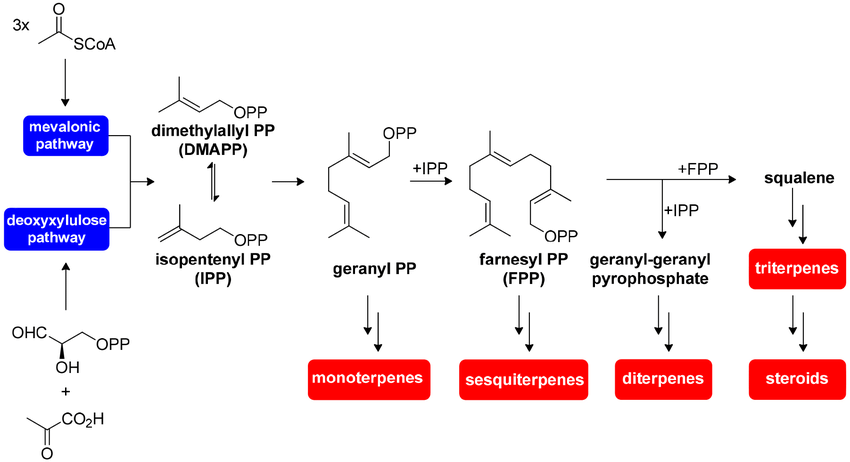 3x
O
SCoA
mevalonic
pathway
deoxyxylulose
pathway
OHC
OPP
OH
+
CO2H
O
OPP
dimethylallyl PP
(DMAPP)
OPP
isopentenyl PP
(IPP)
OPP
geranyl PP
+IPP
OPP
farnesyl PP
(FPP)
+FPP
+IPP
geranyl-geranyl
pyrophosphate
squalene
triterpenes
monoterpenes
sesquiterpenes
diterpenes
steroids